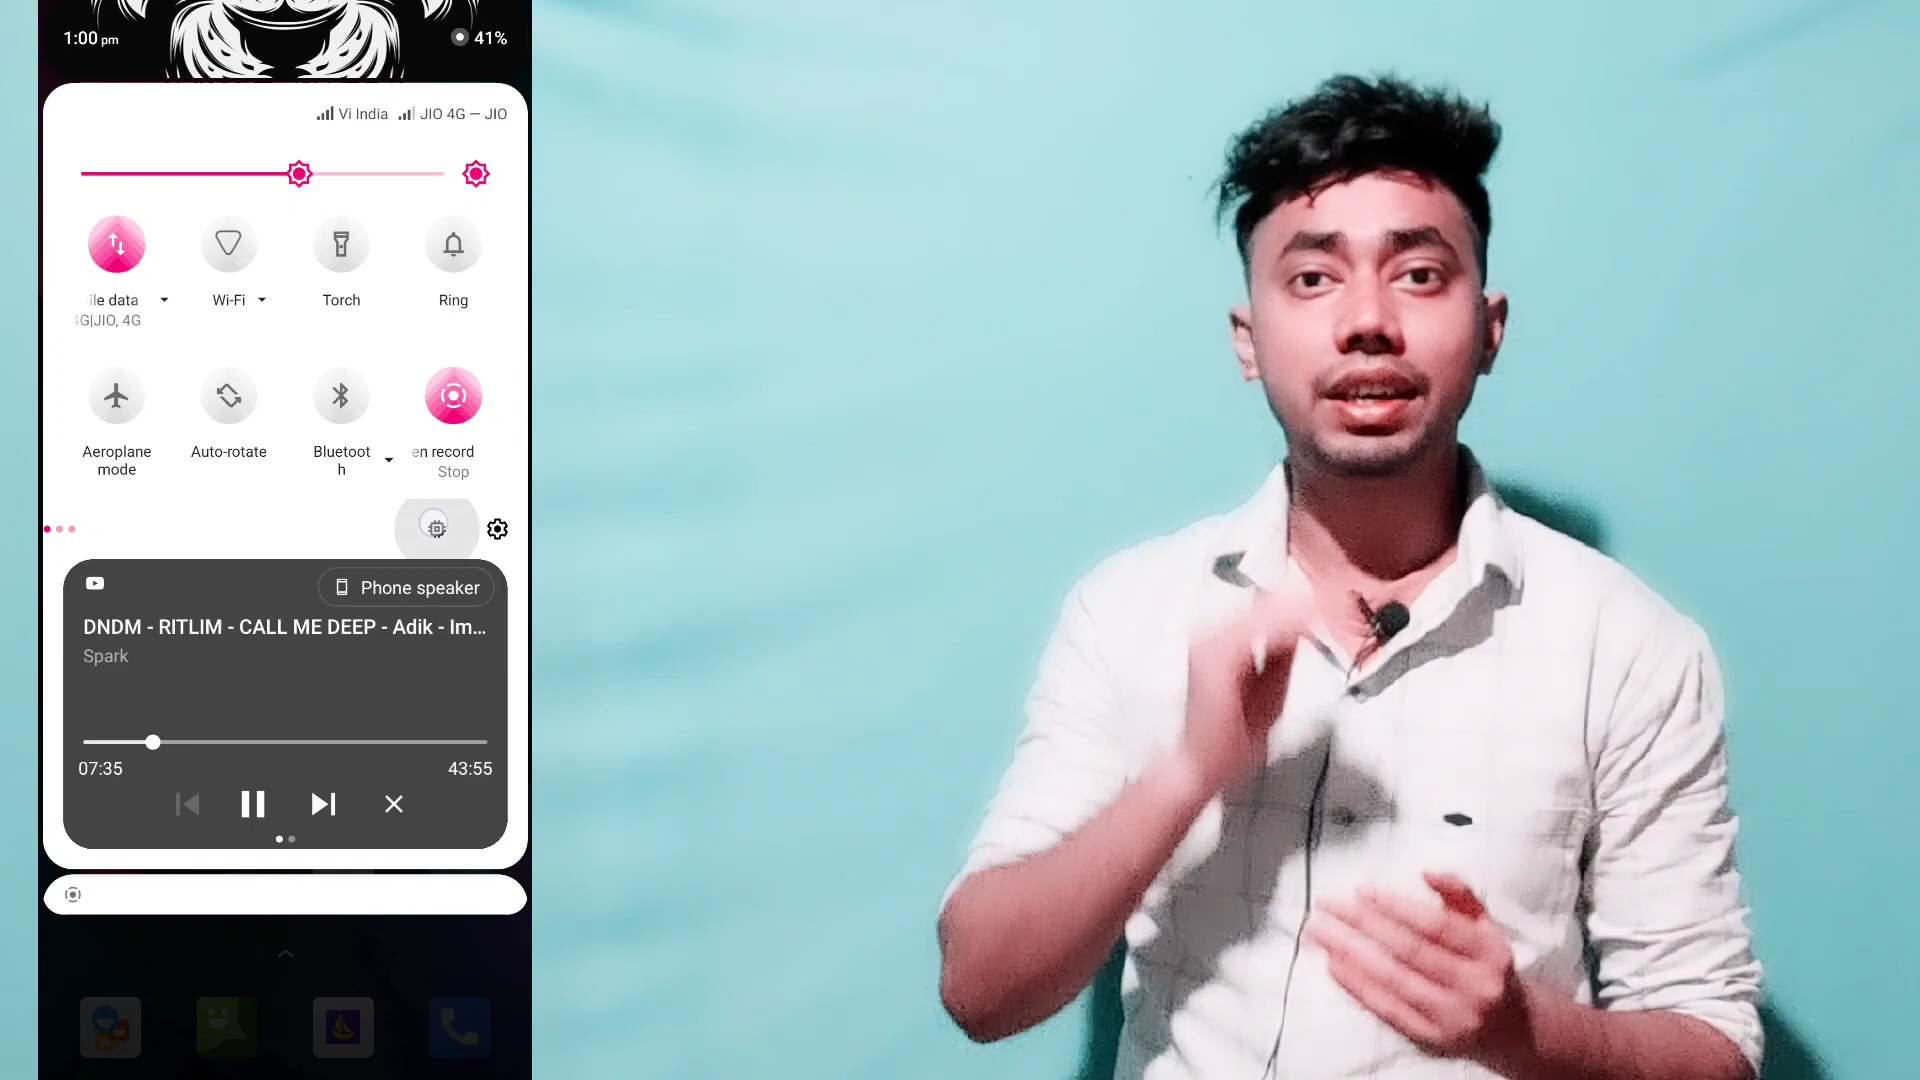 1:00 pm
41%
Vi India JIO 4G — JIO
ile data
4G|JIO, 4G
Wi-Fi
Torch
Ring
Aeroplane
mode
Auto-rotate
Bluetoot
h
en record
Stop
Phone speaker
DNDM - RITLIM - CALL ME DEEP - Adik - Im...
Spark
07:35
43:55